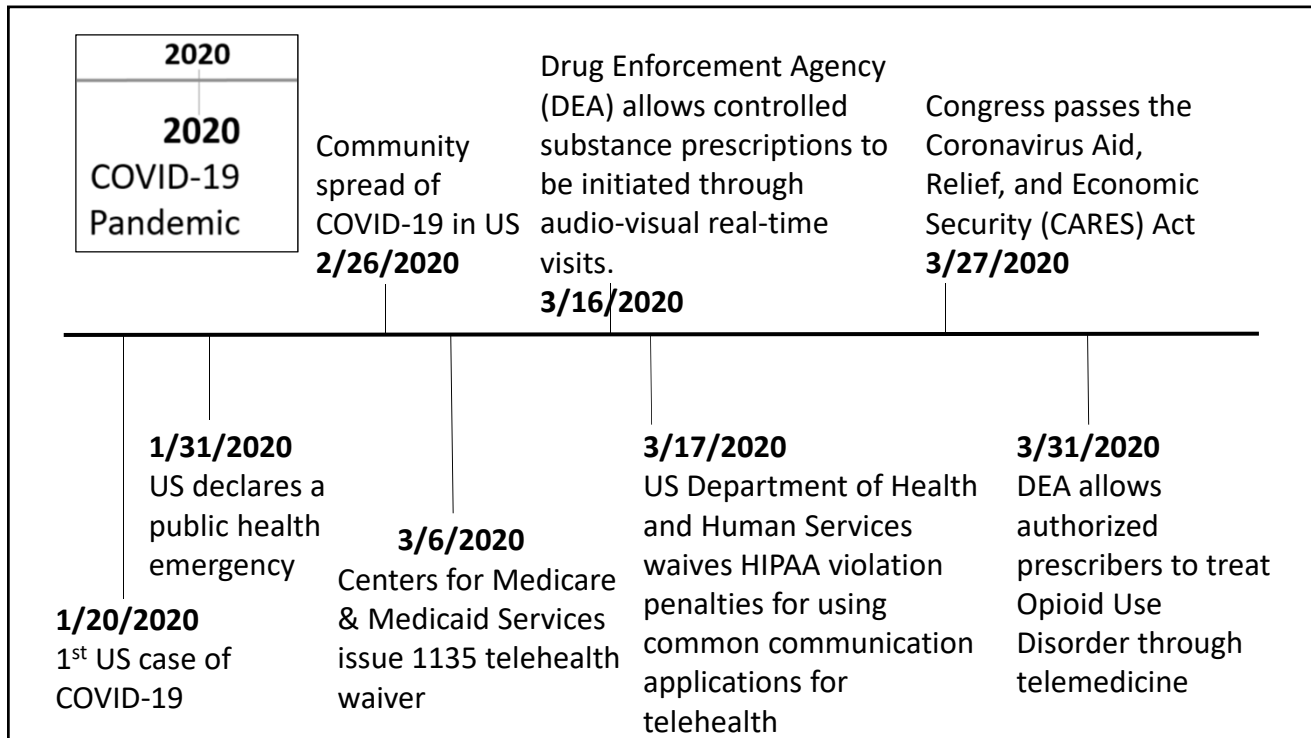 2020
2020
COVID-19
Pandemic
Community
spread of
COVID-19 in US
2/26/2020
Drug Enforcement Agency
(DEA) allows controlled
substance prescriptions to
be initiated through
audio-visual real-time
visits.
3/16/2020
Congress passes the
Coronavirus Aid,
Relief, and Economic
Security (CARES) Act
3/27/2020
1/20/2020
1st US case of
COVID-19
1/31/2020
US declares a
public health
emergency
3/6/2020
Centers for Medicare
& Medicaid Services
issue 1135 telehealth
waiver
3/17/2020
US Department of Health
and Human Services
waives HIPAA violation
penalties for using
common communication
applications for
telehealth
3/31/2020
DEA allows
authorized
prescribers to treat
Opioid Use
Disorder through
telemedicine